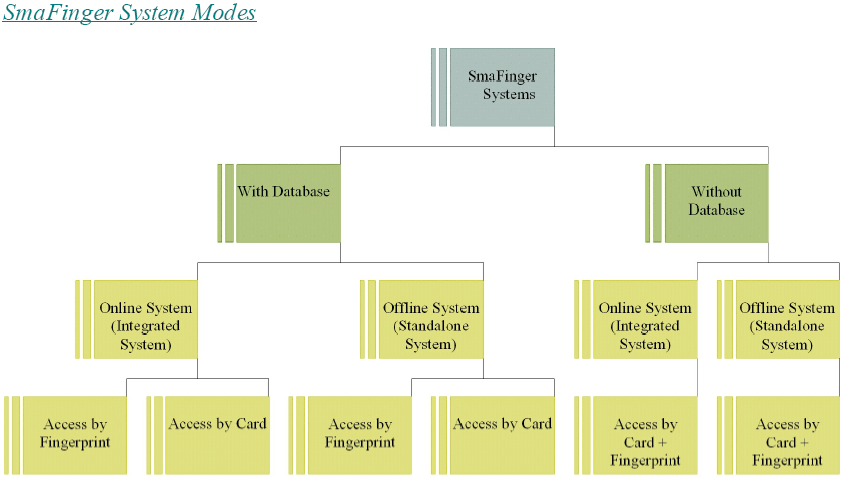 SmaFinger System Modes
SmaFinger
Systems
With Database
Without
Database
Online System
(Integrated
System)
Offline System
(Standalone
System)
Online System
(Integrated
System)
Offline System
(Standalone
System)
Access by
Fingerprint
Access by Card
Access by
Fingerprint
Access by Card
Access by
Card +
Fingerprint
Access by
Card +
Fingerprint